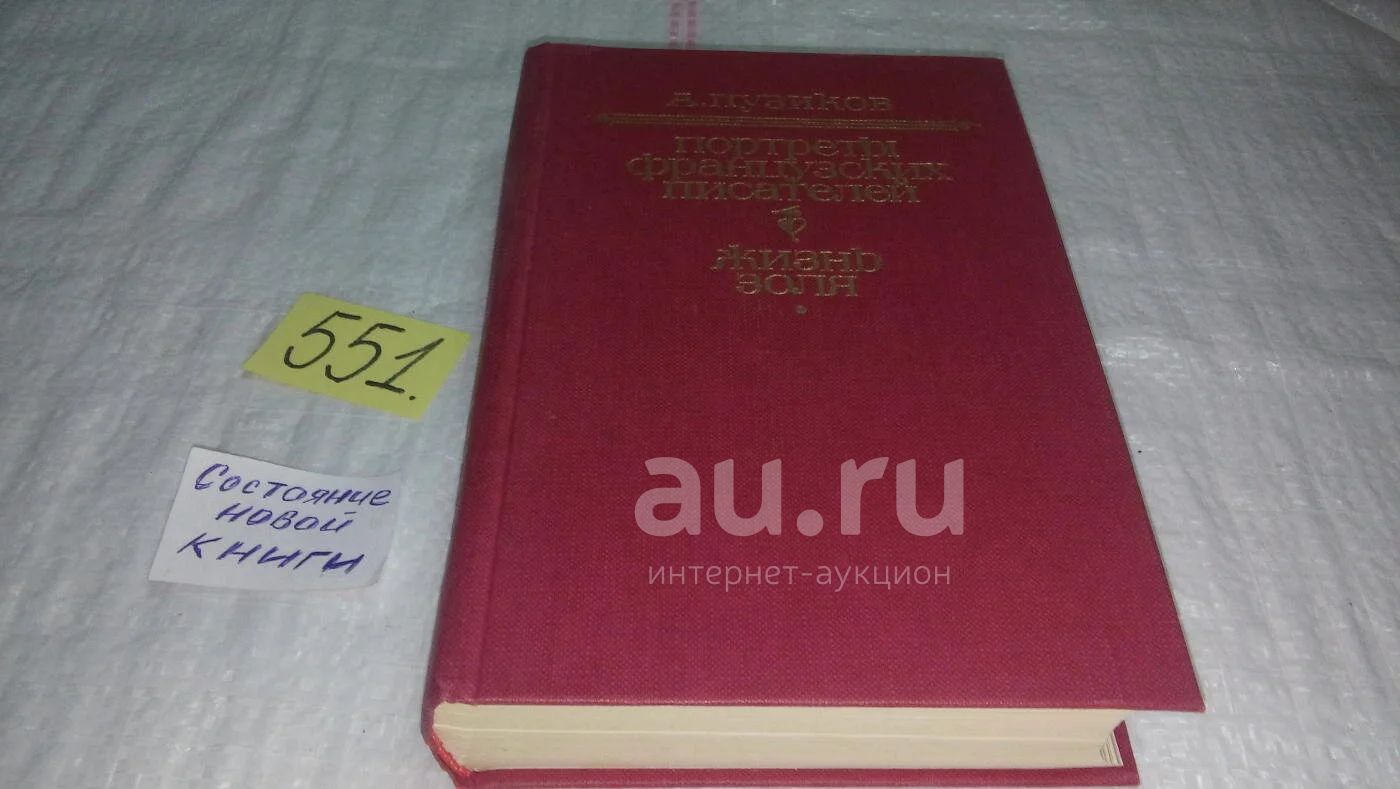 А. Пузиков
Портреты
французских
писателей
Жизнь
Золя
551.
Состояние
новой
книги
au.ru
интернет-аукцион